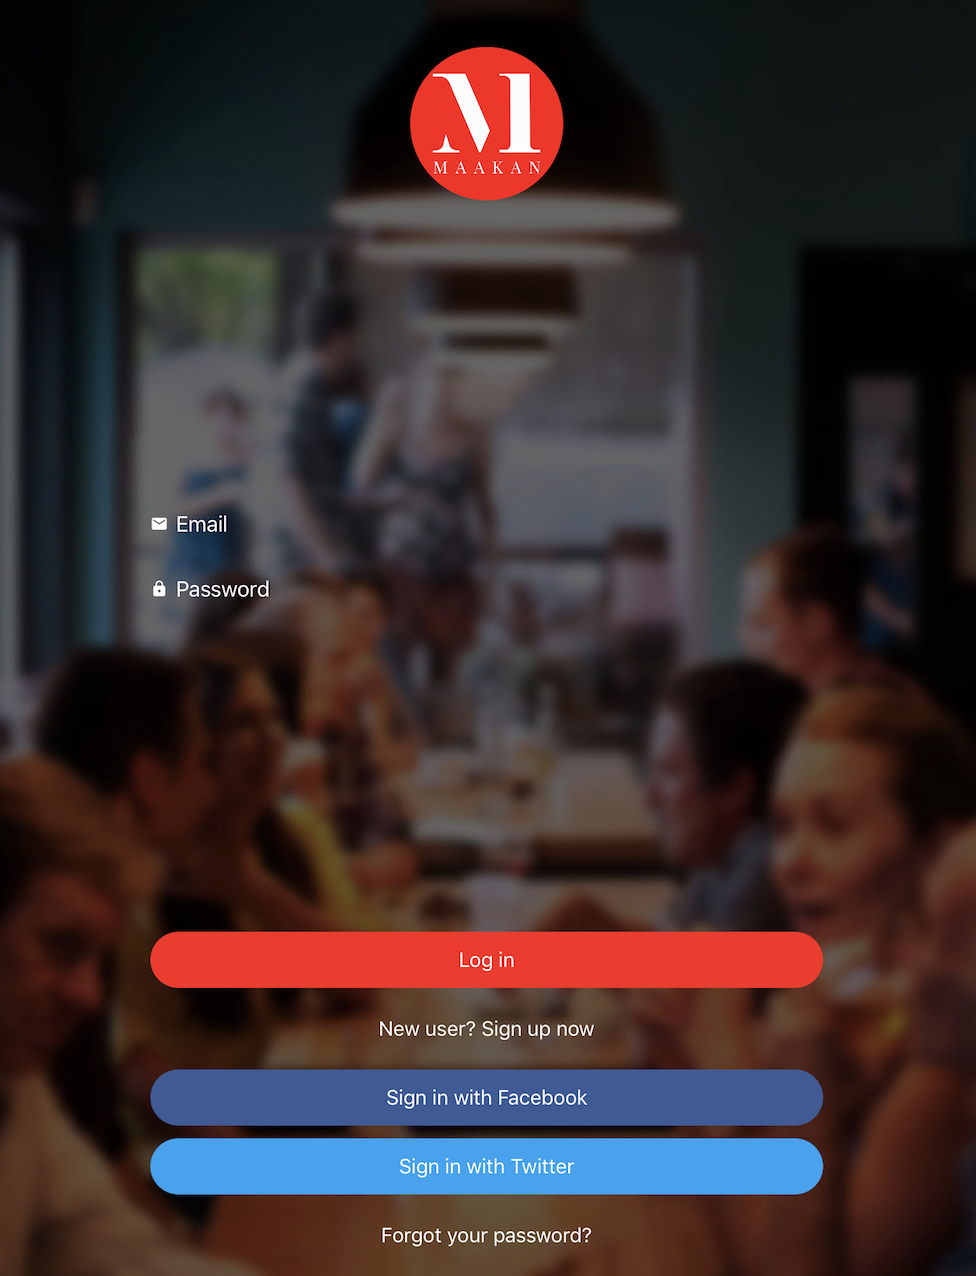 M
MAAKAN
Email
Password
Log in
New user? Sign up now
Sign in with Facebook
Sign in with Twitter
Forgot your password?